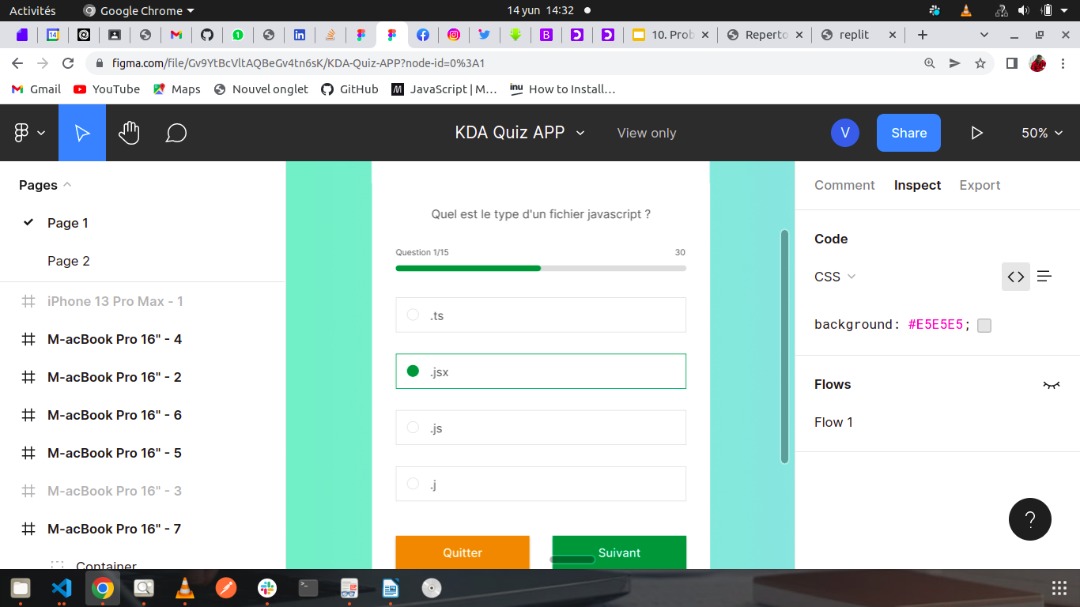 Activités
Google Chrome
14 yun 14:32
10. Prob
Reperto
replit
figma.com/file/Gv9YtBcVltAQBeGv4tn6sK/KDA-Quiz-APP?node-id=0%3A1
Gmail
YouTube
Maps
Nouvel onglet
GitHub
JavaScript | M...
How to Install...
KDA Quiz APP
View only
V
Share
50%
Pages
Page 1
Page 2
iPhone 13 Pro Max - 1
M-acBook Pro 16" - 4
M-acBook Pro 16" - 2
M-acBook Pro 16" - 6
M-acBook Pro 16" - 5
M-acBook Pro 16" - 3
M-acBook Pro 16" - 7
Container
Quel est le type d'un fichier javascript ?
Question 1/15
30
.ts
.jsx
.js
.j
Quitter
Suivant
Comment
Inspect
Export
Code
CSS
background: #E5E5E5;
Flows
Flow 1
?